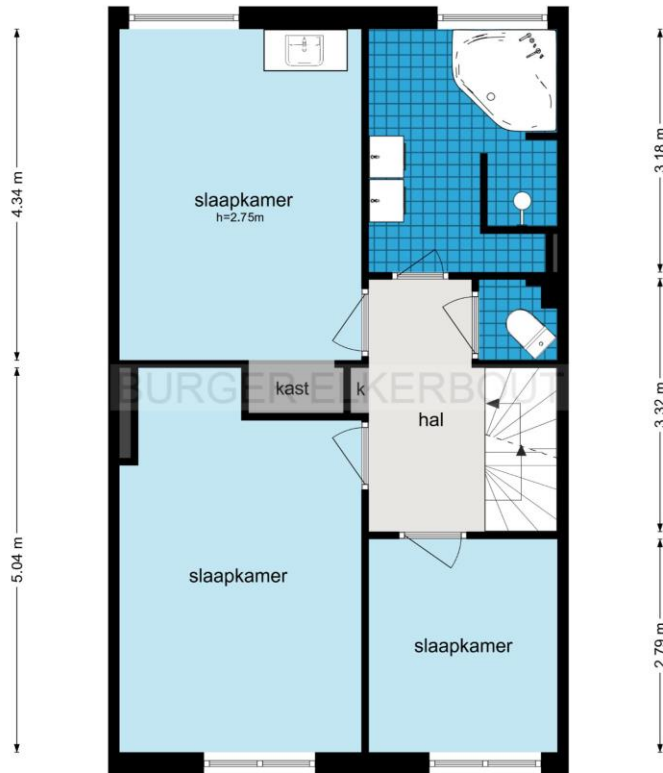 4.34 m
3.18 m
slaapkamer
h=2.75m
BURGER ELKERBOUT
kast
k
hal
3.32 m
5.04 m
slaapkamer
slaapkamer
2.79 m